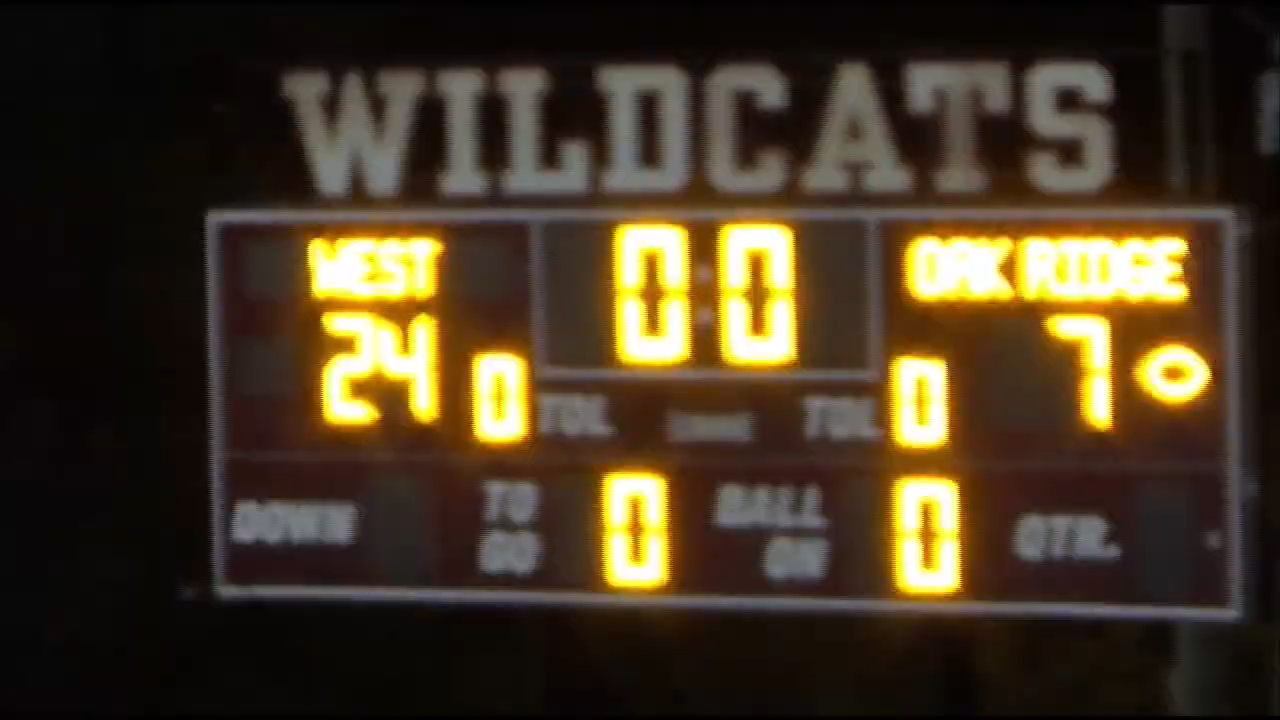 WILDCATS
WEST 00 OAK RIDGE
24 0 TOL TOL 0 7
DOWN TO GO 0 BALL ON 0 QTR.